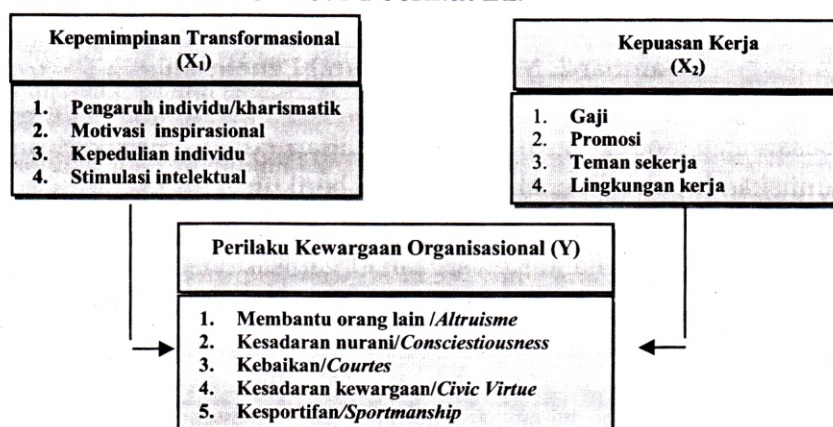 Kepemimpinan Transformasional
(X₁)
1. Pengaruh individu/kharismatik
2. Motivasi inspirasional
3. Kepedulian individu
4. Stimulasi intelektual
Kepuasan Kerja
(X₂)
1. Gaji
2. Promosi
3. Teman sekerja
4. Lingkungan kerja
Perilaku Kewargaan Organisasional (Y)
1. Membantu orang lain /Altruisme
2. Kesadaran nurani/Consciestiousness
3. Kebaikan/Courtes
4. Kesadaran kewargaan/Civic Virtue
5. Kesportifan/Sportmanship